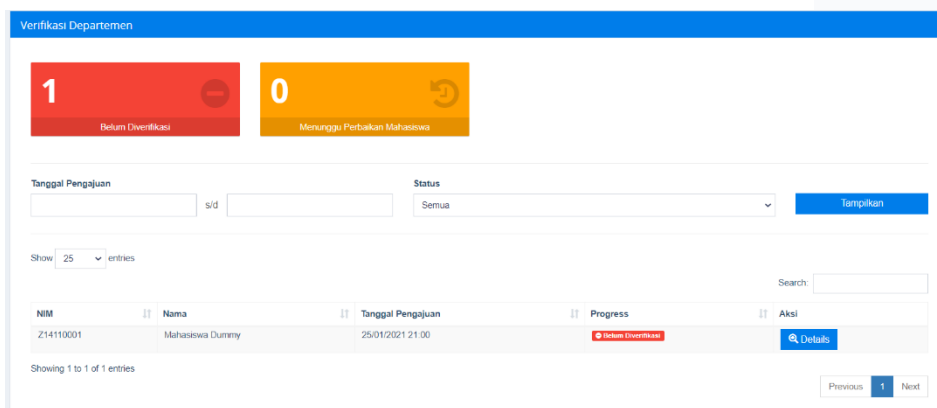 Verifikasi Departemen
1
0
Belum Diverifikasi
Menunggu Perbaikan Mahasiswa
Tanggal Pengajuan
Status
s/d
Semua
Tampilkan
Show 25 entries
Search:
NIM Nama Tanggal Pengajuan Progress Aksi
Z14110001 Mahasiswa Dummy 25/01/2021 21:00 Belum Diverifikasi Details
Showing 1 to 1 of 1 entries
Previous 1 Next